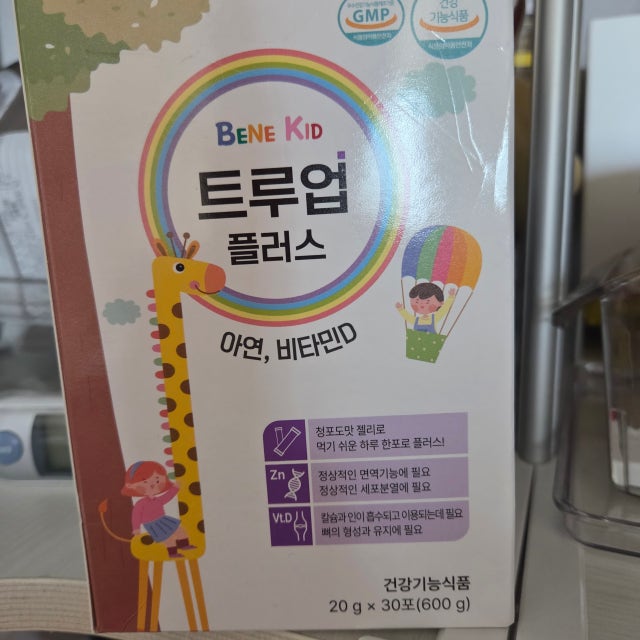 GMP
건강
기능식품
BENE KID
트루업
플러스
아연, 비타민D
청포도맛 젤리로
먹기 쉬운 하루 한포로 플러스!
Zn
정상적인 면역기능에 필요
정상적인 세포분열에 필요
Vt.D
칼슘과 인이 흡수되고 이용되는데 필요
뼈의 형성과 유지에 필요
건강기능식품
20 g × 30포(600 g)